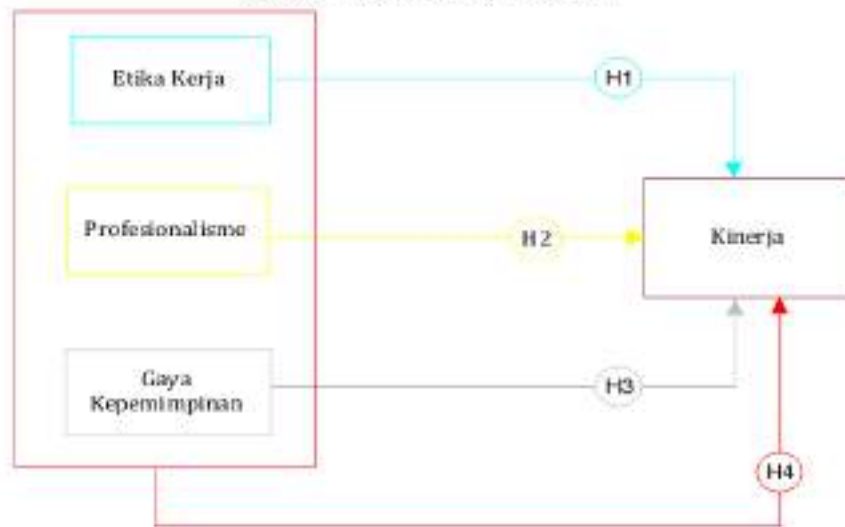 Etika Kerja
H1
Profesionalisme
H2
Kinerja
Gaya
Kepemimpinan
H3
H4